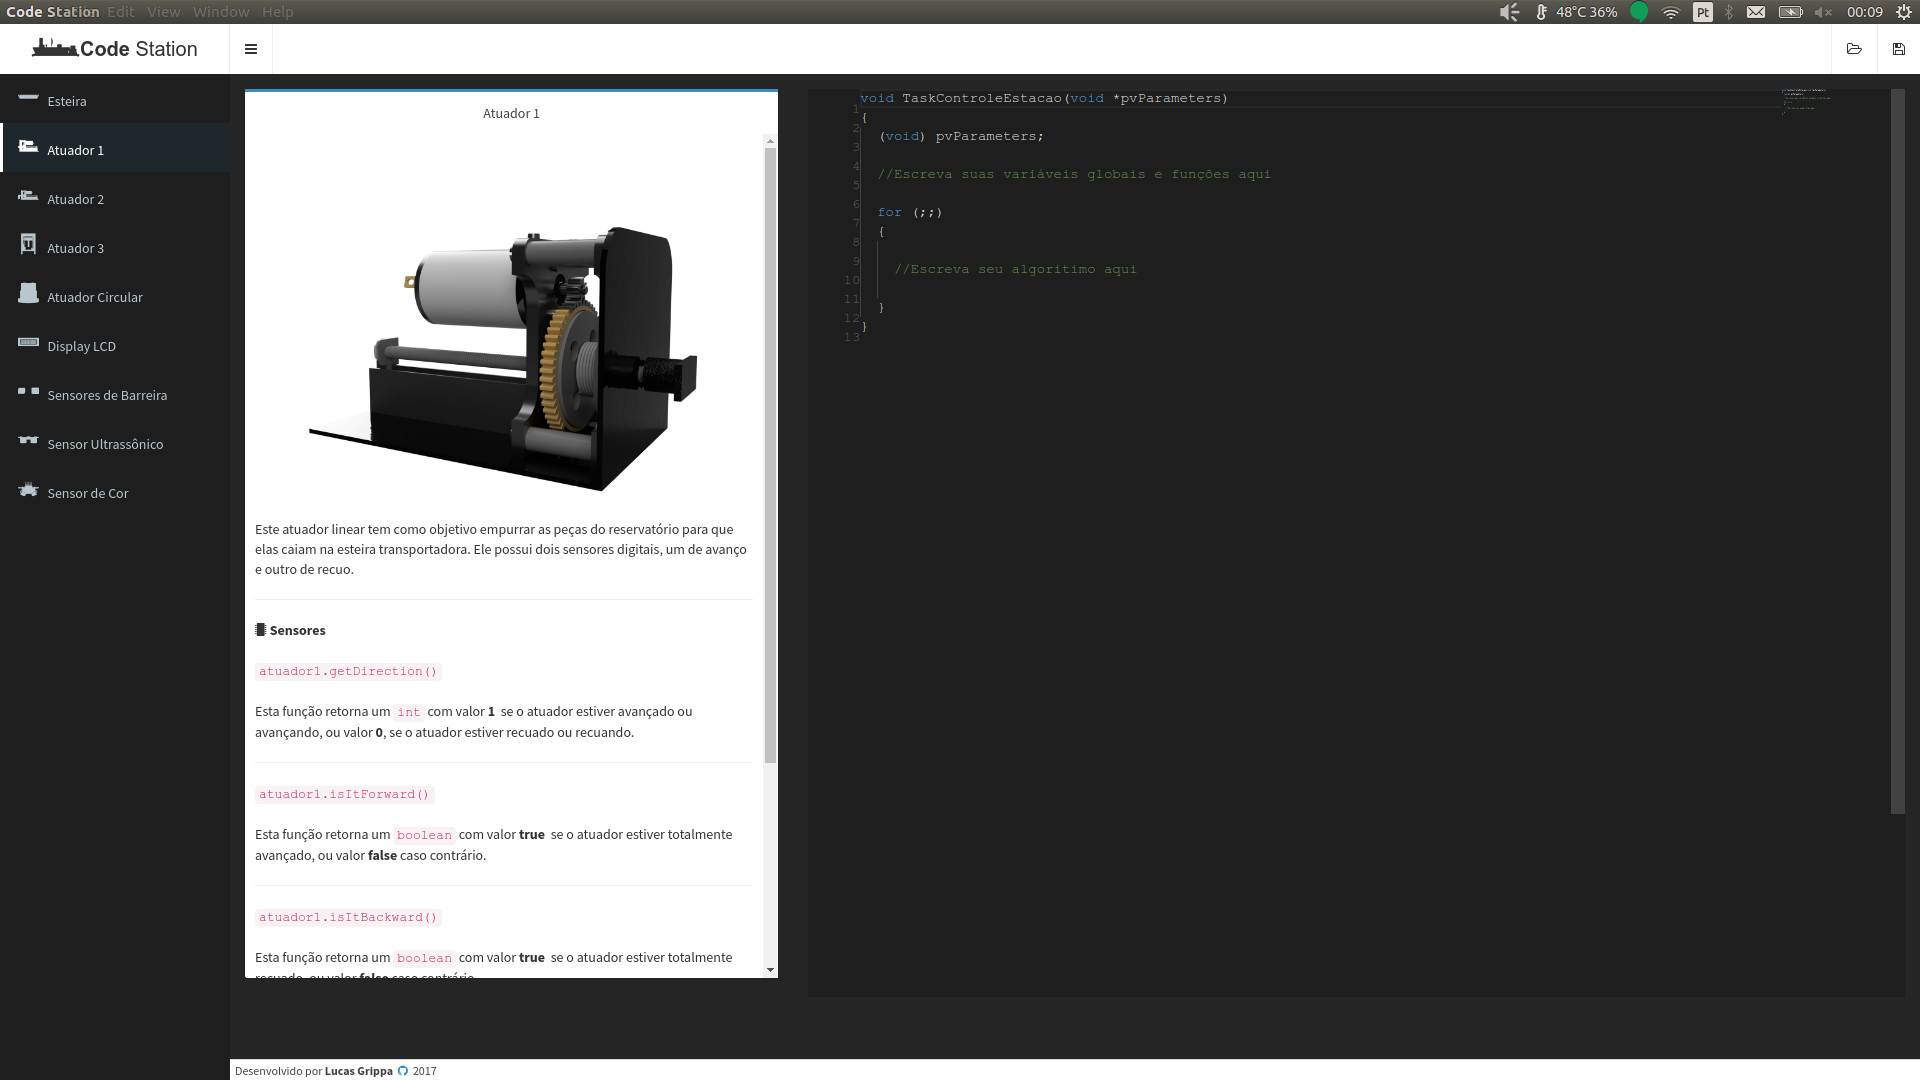 Code Station Edit View Window Help
48°C 36% Pt 00:09
Code Station
Esteira
Atuador 1
Atuador 2
Atuador 3
Atuador Circular
Display LCD
Sensores de Barreira
Sensor Ultrassônico
Sensor de Cor
Atuador 1
Este atuador linear tem como objetivo empurrar as peças do reservatório para que
elas caiam na esteira transportadora. Ele possui dois sensores digitais, um de avanço
e outro de recuo.
Sensores
atuador1.getDirection()
Esta função retorna um int com valor 1 se o atuador estiver avançado ou
avançando, ou valor 0, se o atuador estiver recuado ou recuando.
atuador1.isItForward()
Esta função retorna um boolean com valor true se o atuador estiver totalmente
avançado, ou valor false caso contrário.
atuador1.isItBackward()
Esta função retorna um boolean com valor true se o atuador estiver totalmente
recuado, ou valor false caso contrário.
1 void TaskControleEstacao(void *pvParameters)
2 {
3 (void) pvParameters;
4
5 //Escreva suas variáveis globais e funções aqui
6
7 for (;;)
8 {
9
10 //Escreva seu algoritimo aqui
11
12 }
13 }
Desenvolvido por Lucas Grippa 2017